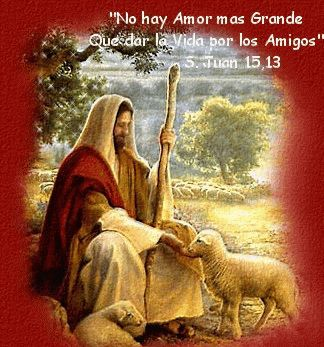 "No hay Amor mas Grande
Que dar la Vida por los Amigos"
S. Juan 15,13